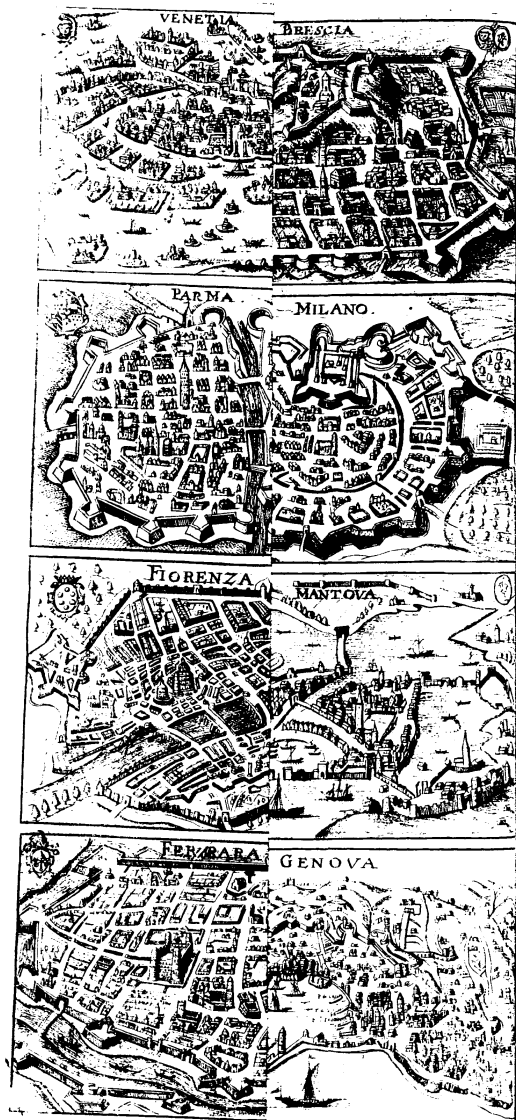 VENETIA
BRESCIA
PARMA.
MILANO.
FIORENZA
MANTOVA
FERRARA
GENOVA